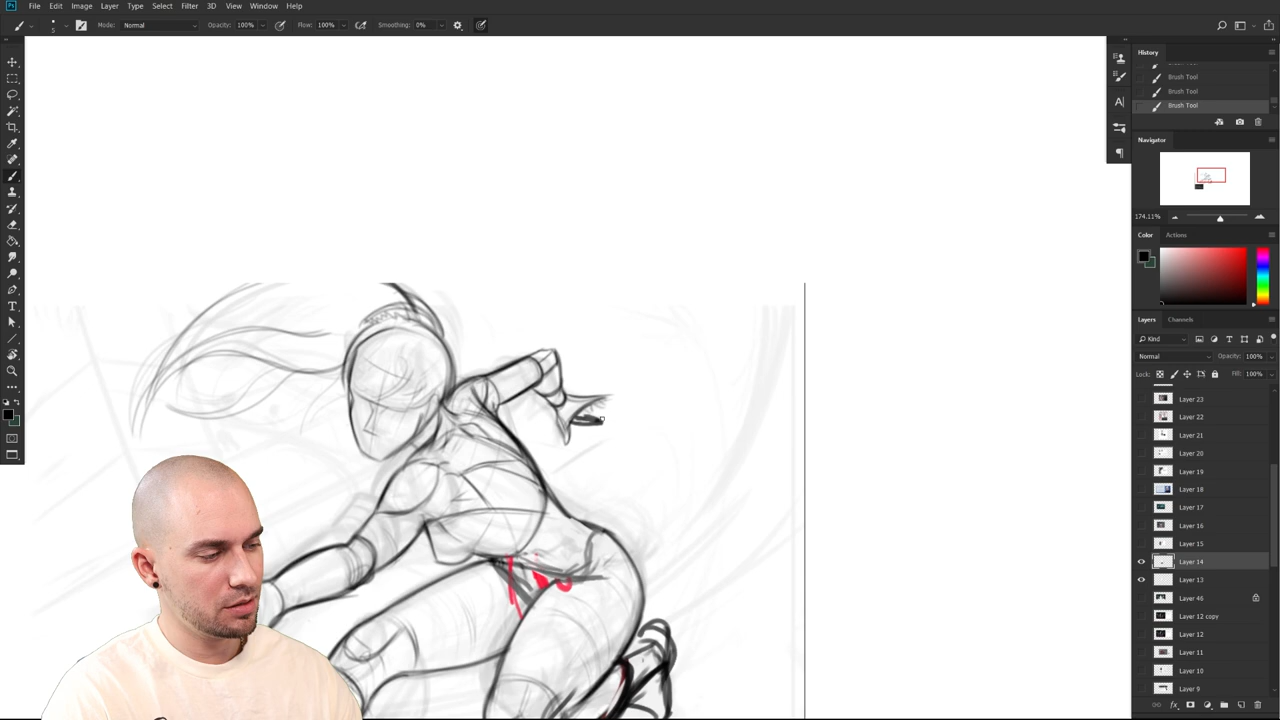 Ps File Edit Image Layer Type Select Filter 3D View Window Help
5 Mode: Normal Opacity: 100% Flow: 100% Smoothing: 0%
History
Brush Tool
Brush Tool
Brush Tool
Navigator
174.11%
Color Actions
Layers Channels
Kind
Normal Opacity: 100%
Lock: Fill: 100%
Layer 23
Layer 22
Layer 21
Layer 20
Layer 19
Layer 18
Layer 17
Layer 16
Layer 15
Layer 14
Layer 13
Layer 46
Layer 12 copy
Layer 12
Layer 11
Layer 10
Layer 9